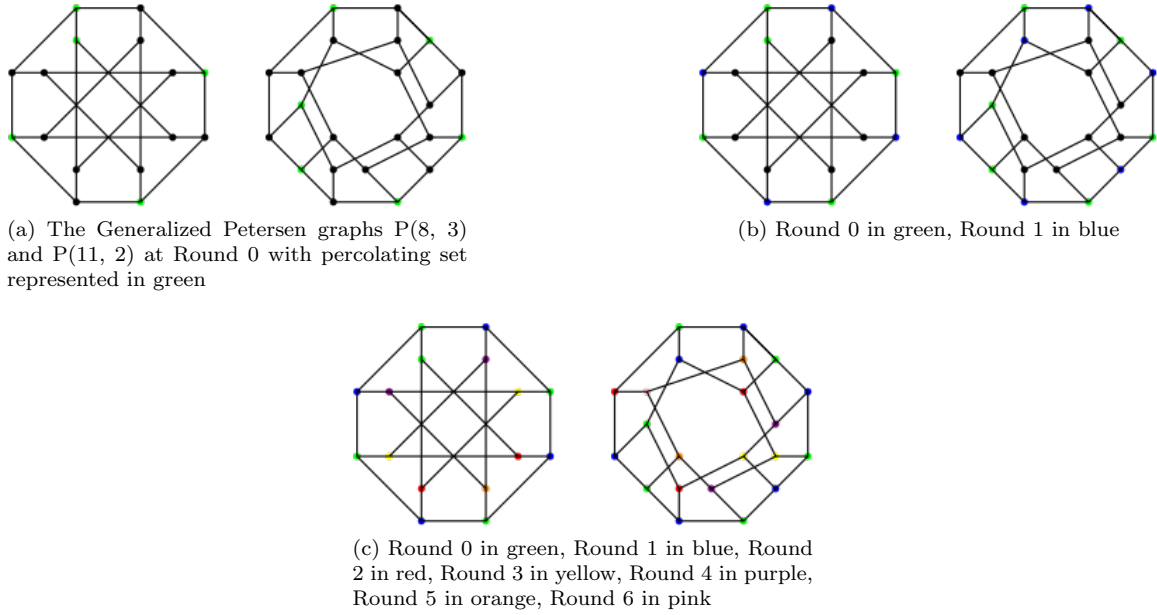 (a) The Generalized Petersen graphs P(8, 3)
and P(11, 2) at Round 0 with percolating set
represented in green
(b) Round 0 in green, Round 1 in blue
(c) Round 0 in green, Round 1 in blue, Round
2 in red, Round 3 in yellow, Round 4 in purple,
Round 5 in orange, Round 6 in pink